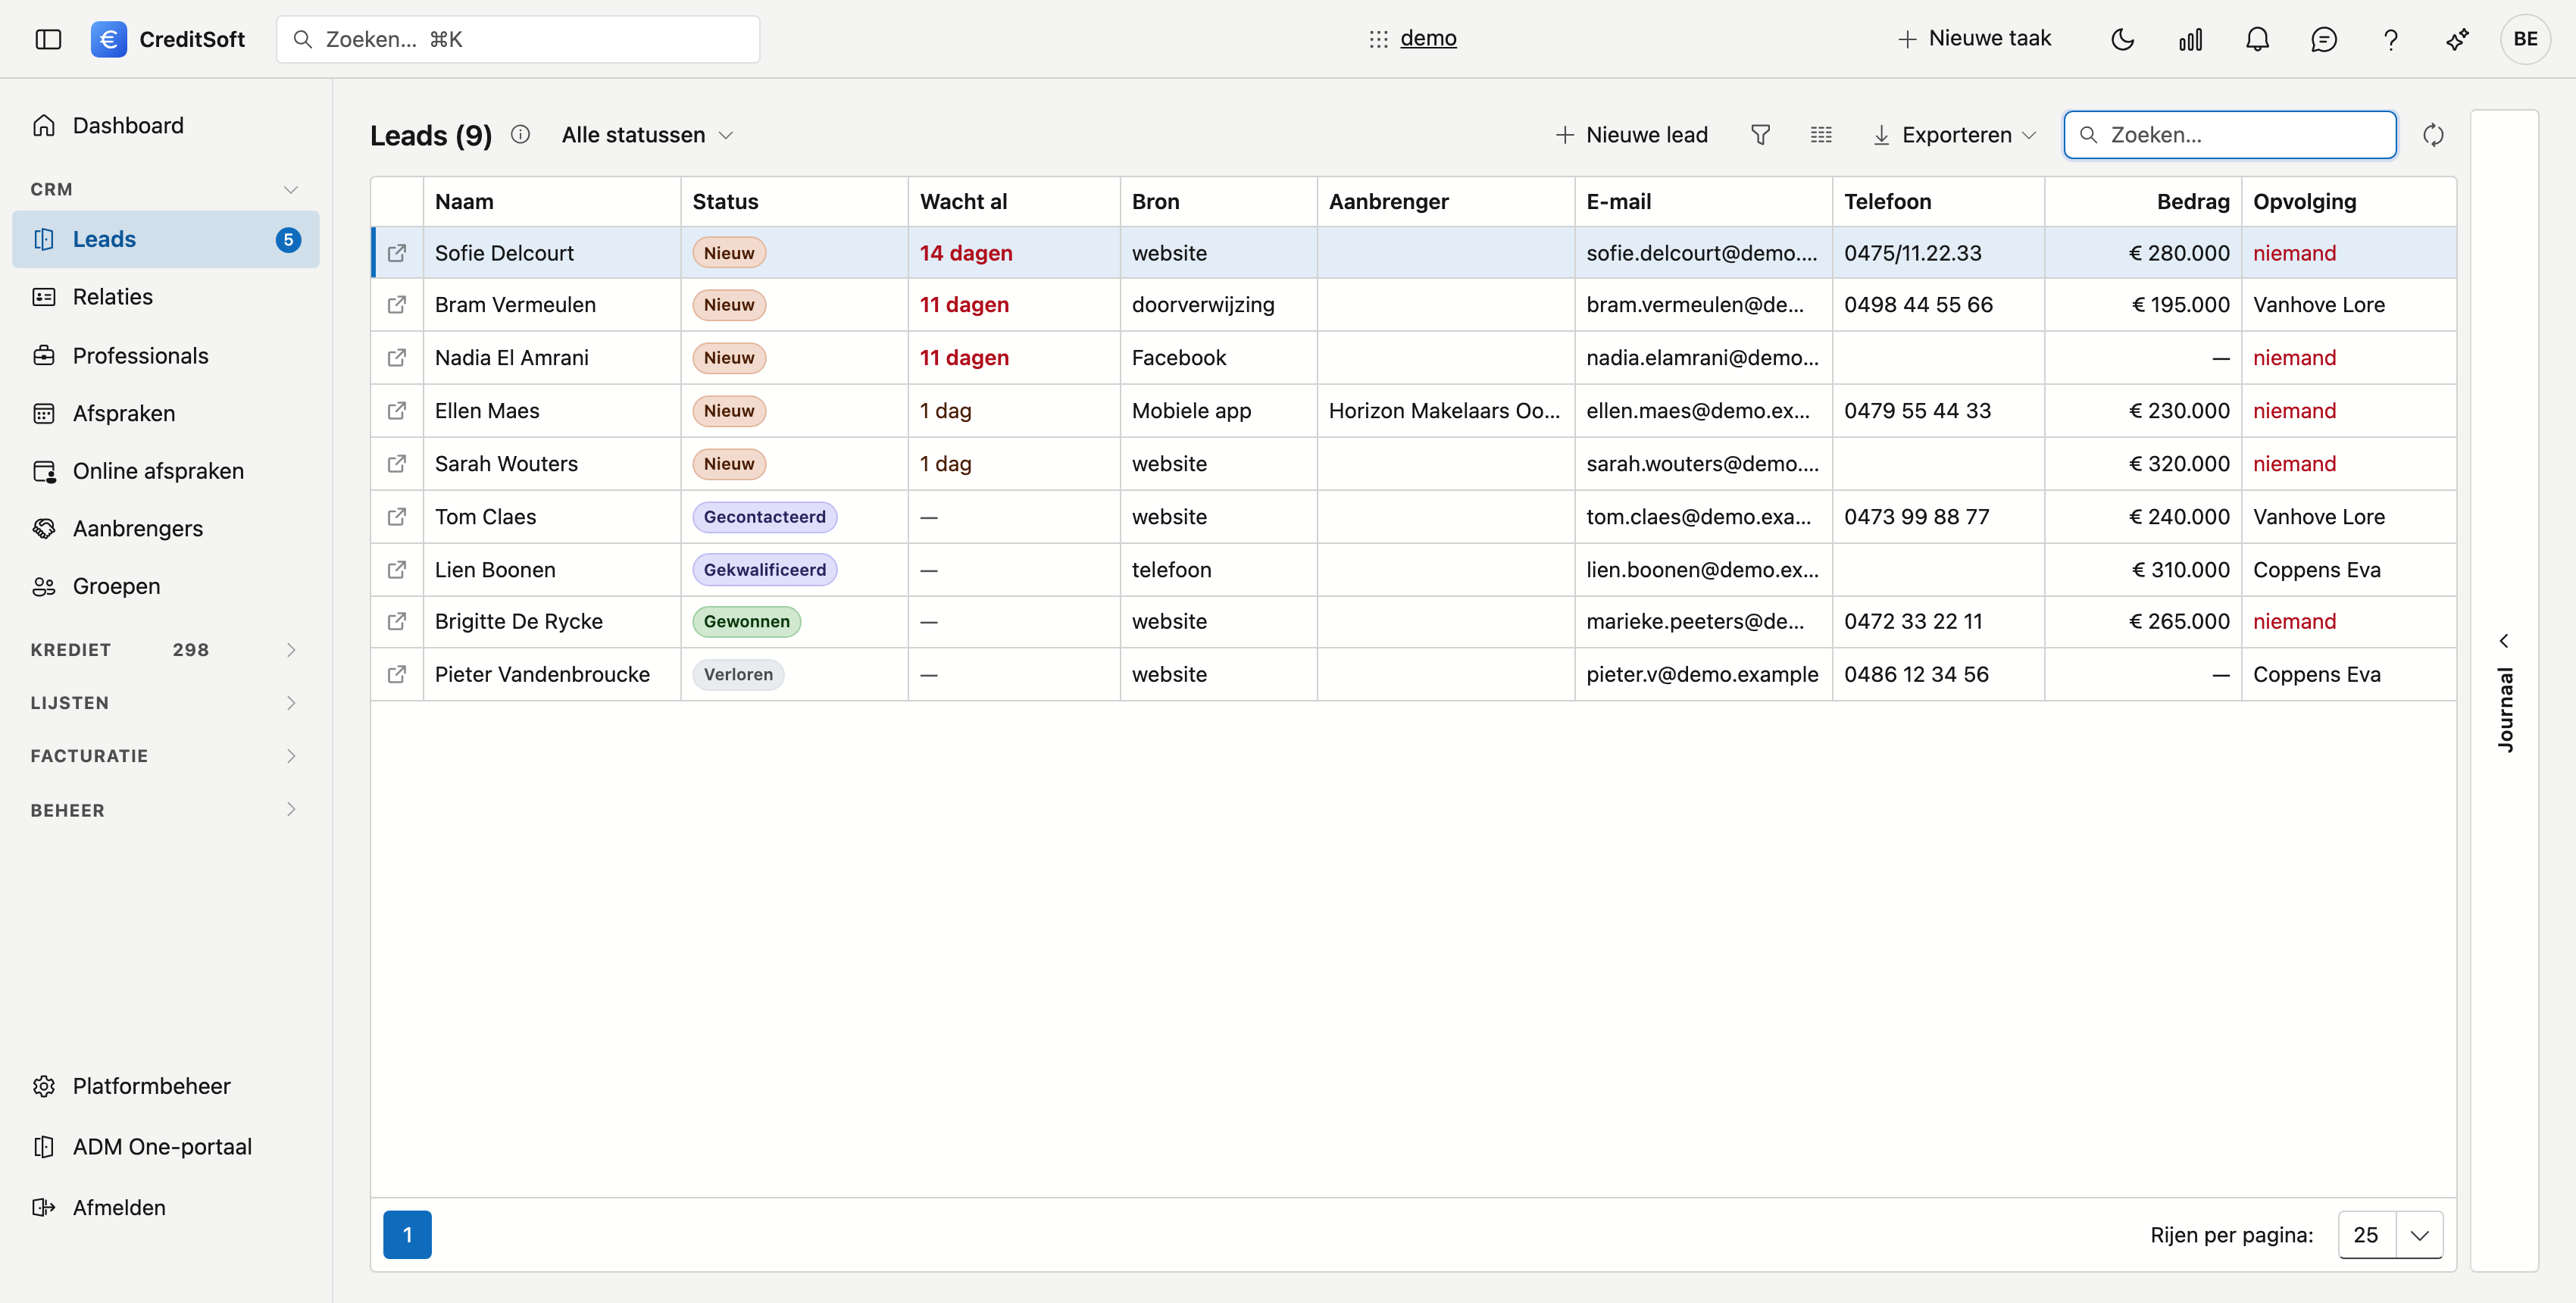 CreditSoft
Zoeken... ⌘K
demo
Nieuwe taak
BE
Dashboard
CRM
Leads 5
Relaties
Professionals
Afspraken
Online afspraken
Aanbrengers
Groepen
KREDIET 298
LIJSTEN
FACTURATIE
BEHEER
Platformbeheer
ADM One-portaal
Afmelden
Leads (9) Alle statussen
Nieuwe lead Exporteren Zoeken...
Naam Status Wacht al Bron Aanbrenger E-mail Telefoon Bedrag Opvolging
Sofie Delcourt Nieuw 14 dagen website sofie.delcourt@demo.... 0475/11.22.33 € 280.000 niemand
Bram Vermeulen Nieuw 11 dagen doorverwijzing bram.vermeulen@de... 0498 44 55 66 € 195.000 Vanhove Lore
Nadia El Amrani Nieuw 11 dagen Facebook nadia.elamrani@demo... — niemand
Ellen Maes Nieuw 1 dag Mobiele app Horizon Makelaars Oo... ellen.maes@demo.ex... 0479 55 44 33 € 230.000 niemand
Sarah Wouters Nieuw 1 dag website sarah.wouters@demo.... € 320.000 niemand
Tom Claes Gecontacteerd — website tom.claes@demo.exa... 0473 99 88 77 € 240.000 Vanhove Lore
Lien Boonen Gekwalificeerd — telefoon lien.boonen@demo.ex... € 310.000 Coppens Eva
Brigitte De Rycke Gewonnen — website marieke.peeters@de... 0472 33 22 11 € 265.000 niemand
Pieter Vandenbroucke Verloren — website pieter.v@demo.example 0486 12 34 56 — Coppens Eva
1
Rijen per pagina: 25
Journaal